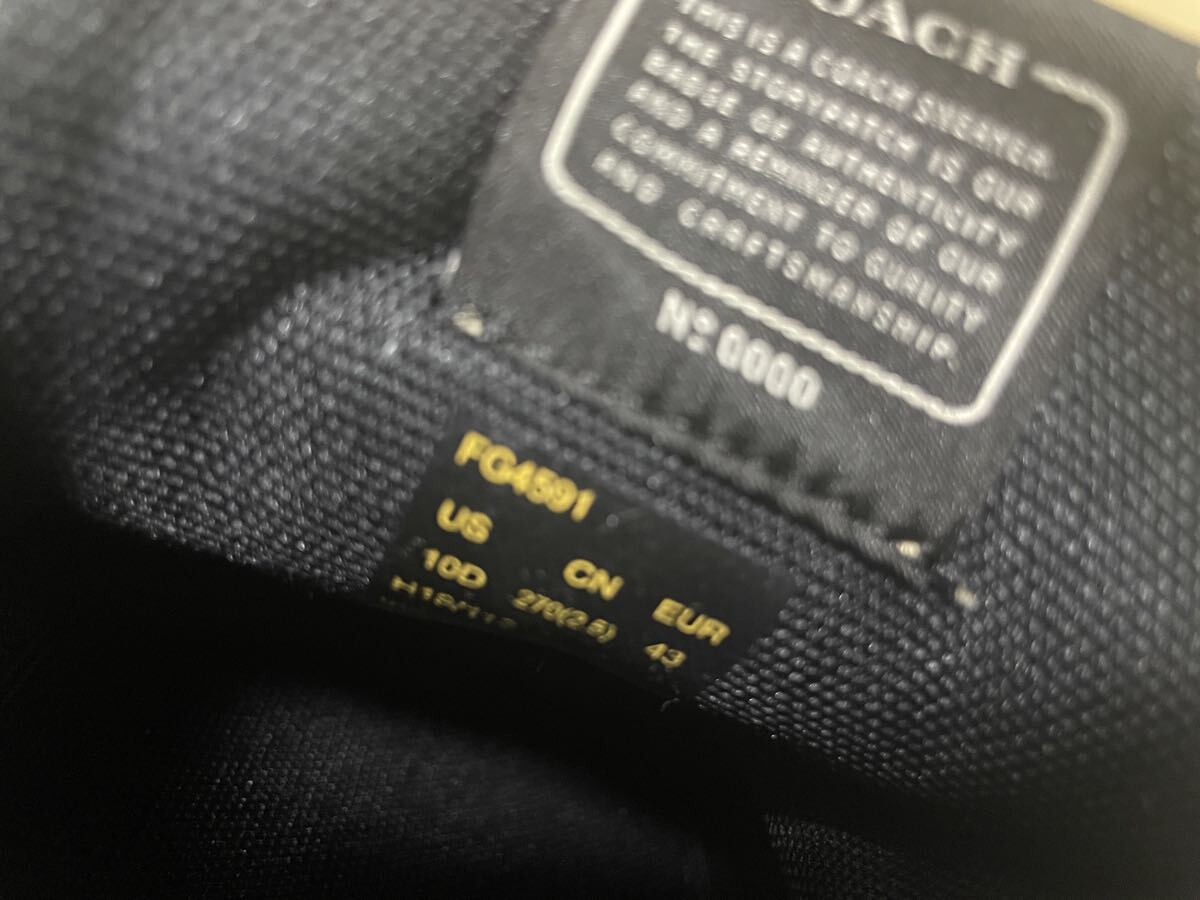 COACH
THIS IS A COACH SNEAKER.
THE STORYPATCH IS OUR
BADGE OF AUTHENTICITY
AND A REMINDER OF OUR
COMMITMENT TO QUALITY
AND CRAFTSMANSHIP.
No 0000
FG4591
US CN EUR
10D 270(2.5) 43